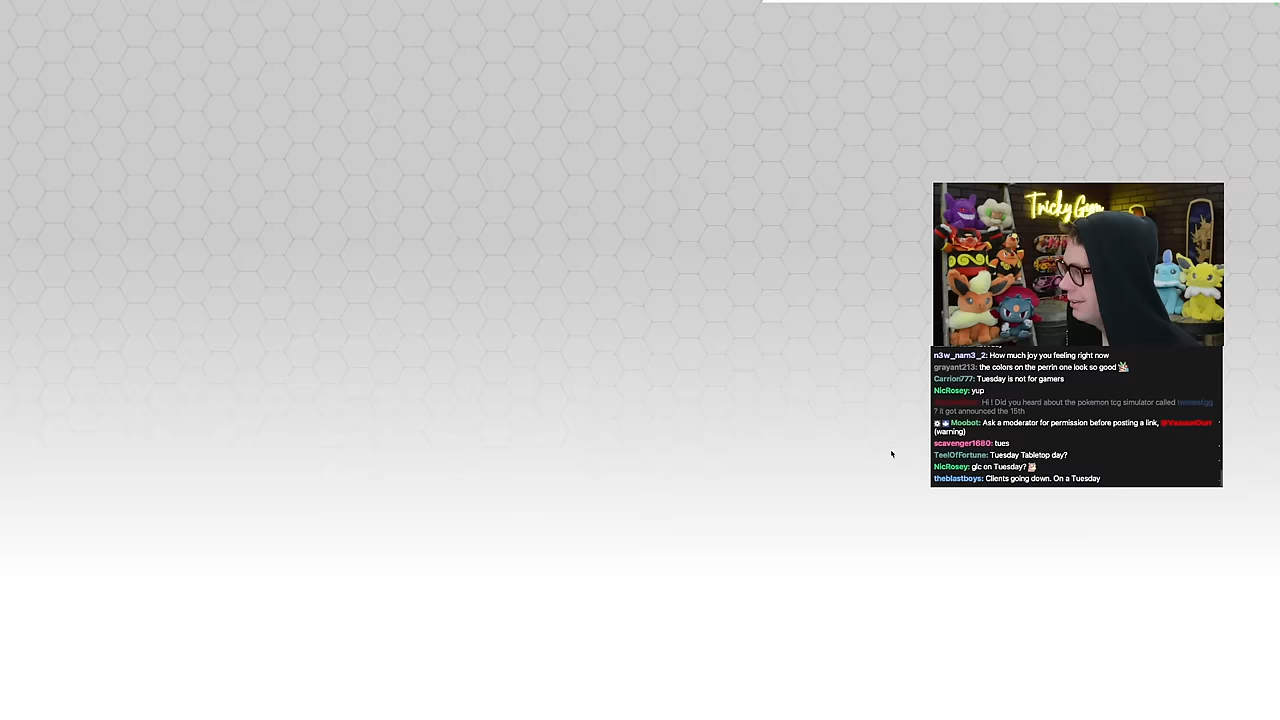 Tricky Gym
n3w_nam3_2: How much joy you feeling right now
grayant213: the colors on the perrin one look so good
Carrion777: Tuesday is not for gamers
NicRosey: yup
Hi ! Did you heard about the pokemon tcg simulator called
? it got announced the 15th
Moobot: Ask a moderator for permission before posting a link,
(warning)
scavenger1680: tues
TeelOfFortune: Tuesday Tabletop day?
NicRosey: glc on Tuesday?
theblastboys: Clients going down. On a Tuesday